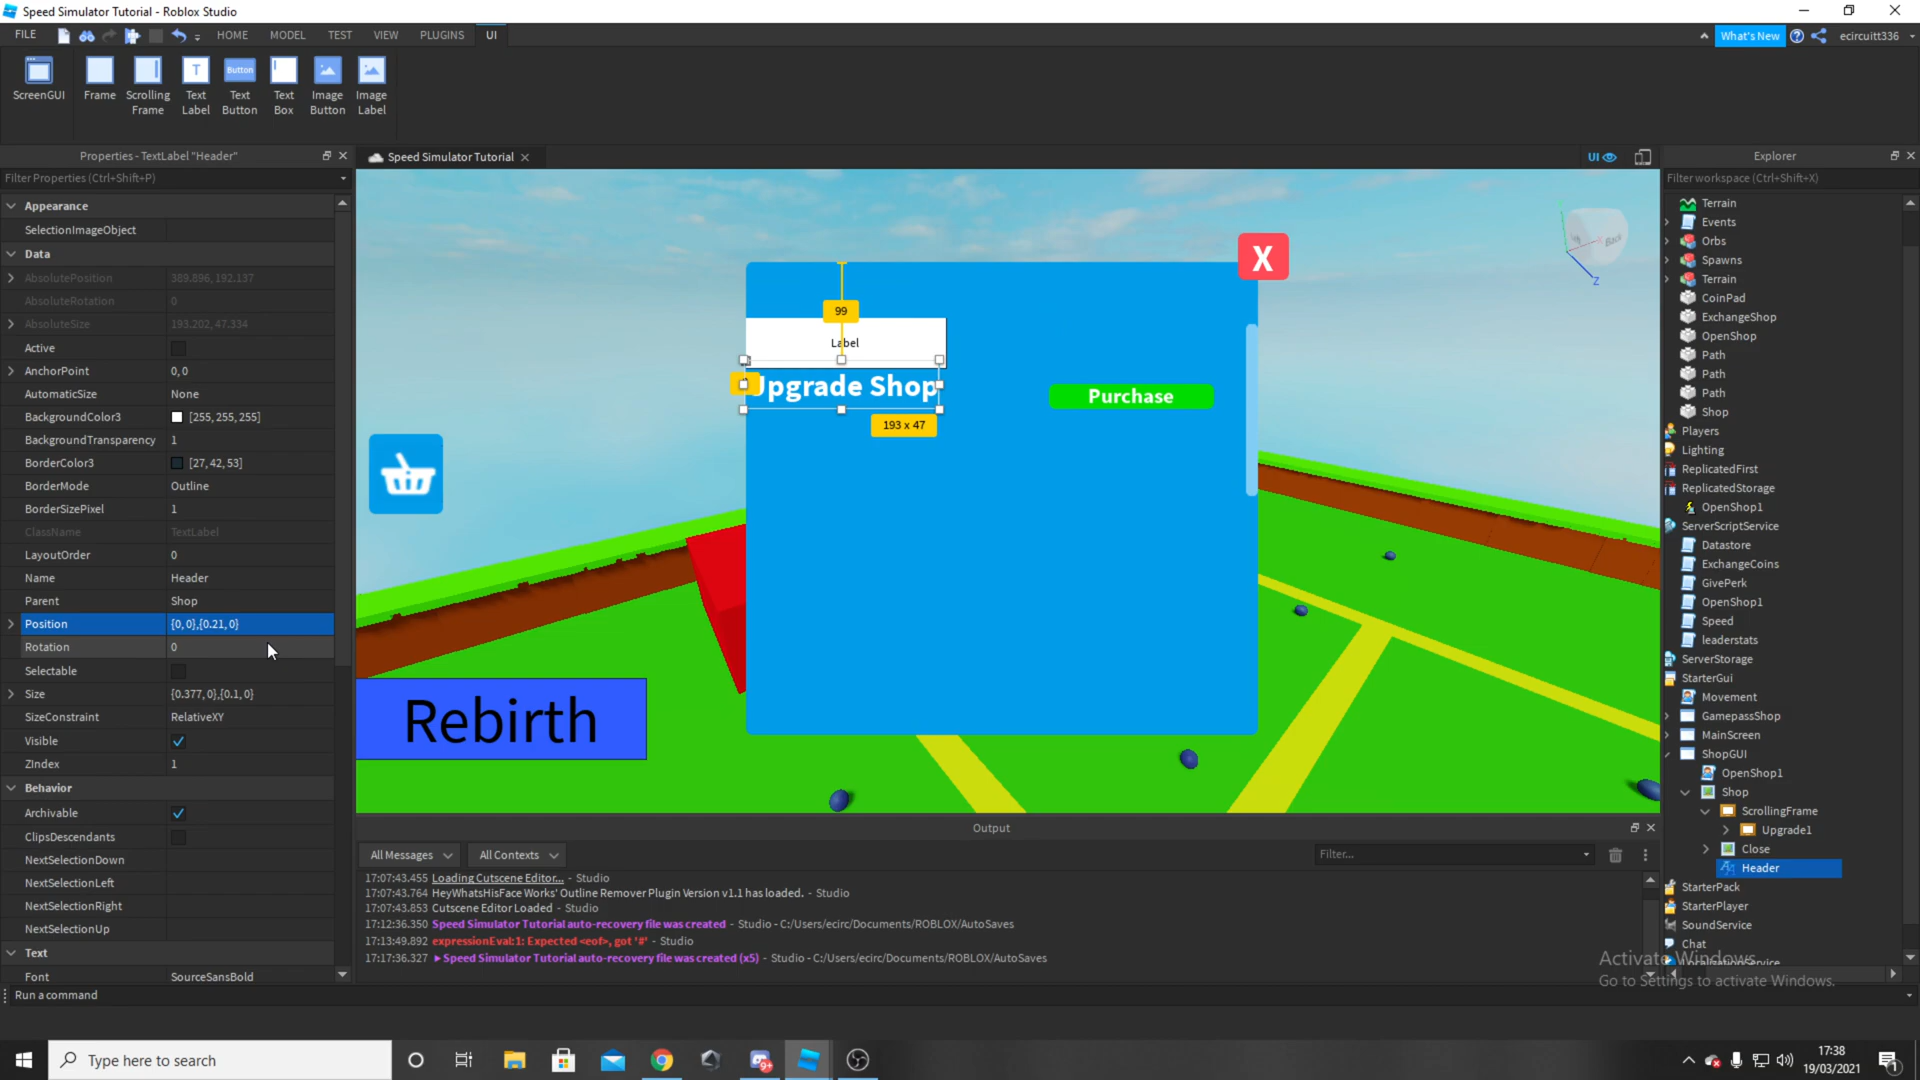 Speed Simulator Tutorial - Roblox Studio
FILE
HOME
MODEL
TEST
VIEW
PLUGINS
UI
What's New
ecircuitt336
ScreenGUI
Frame
Scrolling Frame
Text Label
Button
Text Button
Text Box
Image Button
Image Label
Properties - TextLabel "Header"
Filter Properties (Ctrl+Shift+P)
Appearance
SelectionImageObject
Data
AbsolutePosition 389.896, 192.137
AbsoluteRotation 0
AbsoluteSize 193.202, 47.334
Active
AnchorPoint 0, 0
AutomaticSize None
BackgroundColor3 [255, 255, 255]
BackgroundTransparency 1
BorderColor3 [27, 42, 53]
BorderMode Outline
BorderSizePixel 1
ClassName TextLabel
LayoutOrder 0
Name Header
Parent Shop
Position {0, 0},{0.21, 0}
Rotation 0
Selectable
Size {0.377, 0},{0.1, 0}
SizeConstraint RelativeXY
Visible
ZIndex 1
Behavior
Archivable
ClipsDescendants
NextSelectionDown
NextSelectionLeft
NextSelectionRight
NextSelectionUp
Text
Font SourceSansBold
Run a command
Speed Simulator Tutorial
UI
Back
Z
X
99
Label
Upgrade Shop
193 x 47
Purchase
Rebirth
Output
All Messages
All Contexts
Filter...
17:07:43.455 Loading Cutscene Editor... - Studio
17:07:43.764 HeyWhatsHisFace Works' Outline Remover Plugin Version v1.1 has loaded. - Studio
17:07:43.853 Cutscene Editor Loaded - Studio
17:12:36.350 Speed Simulator Tutorial auto-recovery file was created - Studio - C:/Users/ecirc/Documents/ROBLOX/AutoSaves
17:13:49.892 expressionEval:1: Expected <eof>, got '#' - Studio
17:17:36.327 Speed Simulator Tutorial auto-recovery file was created (x5) - Studio - C:/Users/ecirc/Documents/ROBLOX/AutoSaves
Explorer
Filter workspace (Ctrl+Shift+X)
Terrain
Events
Orbs
Spawns
Terrain
CoinPad
ExchangeShop
OpenShop
Path
Path
Path
Shop
Players
Lighting
ReplicatedFirst
ReplicatedStorage
OpenShop1
ServerScriptService
Datastore
ExchangeCoins
GivePerk
OpenShop1
Speed
leaderstats
ServerStorage
StarterGui
Movement
GamepassShop
MainScreen
ShopGUI
OpenShop1
Shop
ScrollingFrame
Upgrade1
Close
Header
StarterPack
StarterPlayer
SoundService
Chat
LocalizationService
Activate Windows
Go to Settings to activate Windows.
Type here to search
9+
17:38
19/03/2021
1